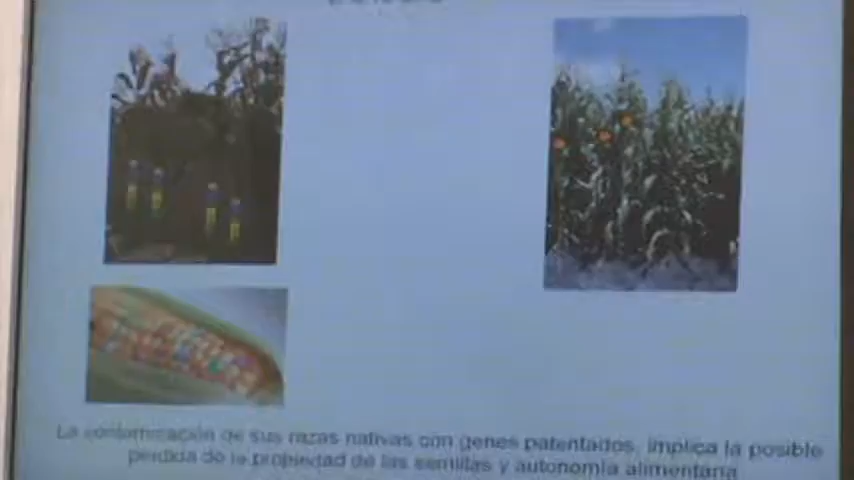 La contaminación de sus razas nativas con genes patentados, implica la posible
perdida de la propiedad de las semillas y autonomía alimentaria